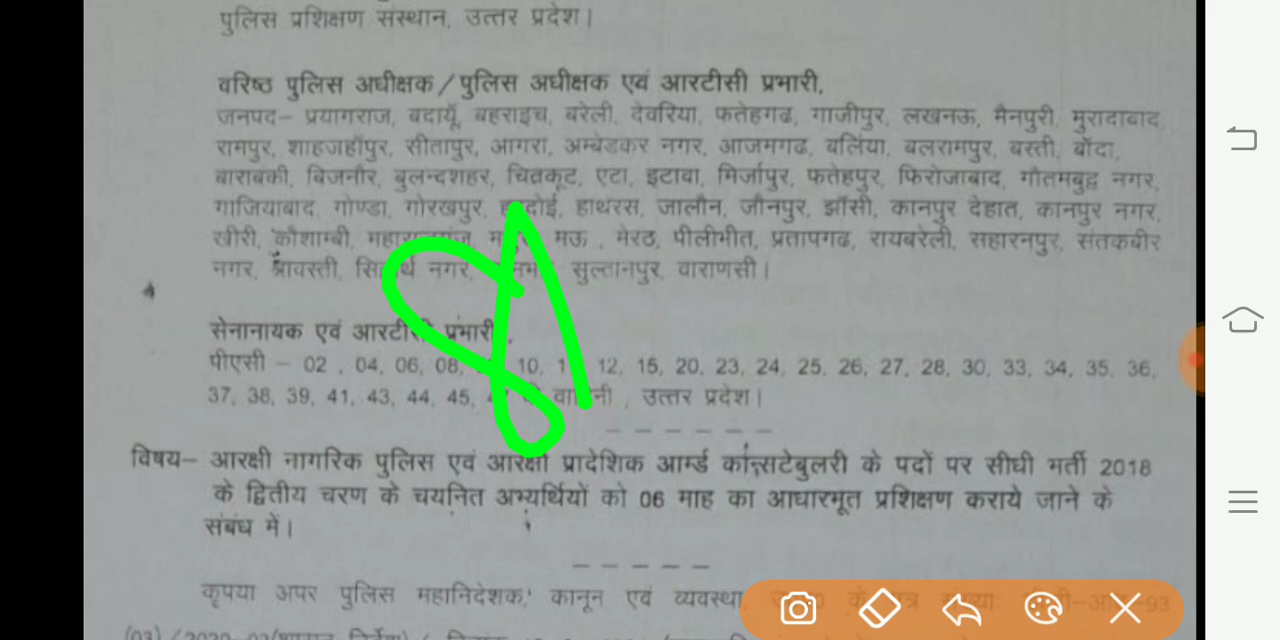 पुलिस प्रशिक्षण संस्थान, उत्तर प्रदेश।
वरिष्ठ पुलिस अधीक्षक / पुलिस अधीक्षक एवं आरटीसी प्रभारी,
जनपद– प्रयागराज, बदायूँ, बहराइच, बरेली, देवरिया, फतेहगढ, गाजीपुर, लखनऊ, मैनपुरी, मुरादाबाद,
रामपुर, शाहजहाँपुर, सीतापुर, आगरा, अम्बेडकर नगर, आजमगढ, बलिया, बलरामपुर, बस्ती, बॉदा,
बाराबंकी, बिजनौर, बुलन्दशहर, चित्रकूट, एटा, इटावा, मिर्जापुर, फतेहपुर, फिरोजाबाद, गौतमबुद्व नगर,
गाजियाबाद, गोण्डा, गोरखपुर, हाथरस, जालौन, जौनपुर, झॉसी, कानपुर देहात, कानपुर नगर,
खीरी, कौशाम्बी, मऊ , मेरठ, पीलीभीत, प्रतापगढ, रायबरेली, सहारनपुर, संतकबीर
नगर, श्रावस्ती, नगर, सुल्तानपुर, वाराणसी।
सेनानायक एवं आरटीसी प्रभारी,
पीएसी – 02 , 04, 06, 08, 10, 12, 15, 20, 23, 24, 25, 26, 27, 28, 30, 33, 34, 35, 36,
37, 38, 39, 41, 43, 44, 45, वाहिनी , उत्तर प्रदेश।
विषय– आरक्षी नागरिक पुलिस एवं आरक्षी प्रादेशिक आर्म्ड कॉन्सटेबुलरी के पदों पर सीधी भर्ती 2018
के द्वितीय चरण के चयनित अभ्यर्थियों को 06 माह का आधारभूत प्रशिक्षण कराये जाने के
संबंध में।
कृपया अपर पुलिस महानिदेशक, कानून एवं व्यवस्था,